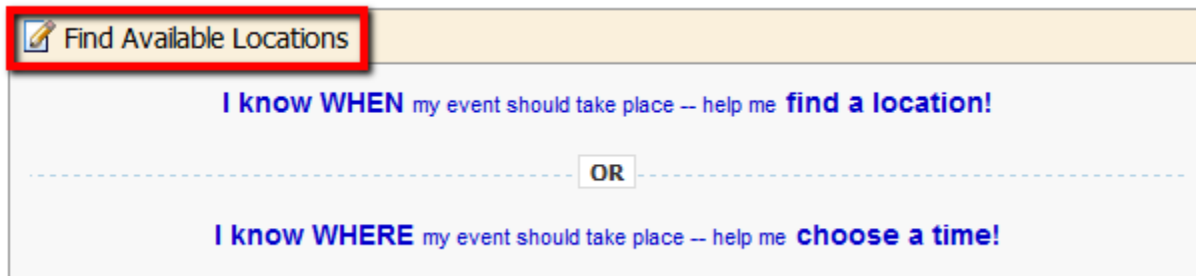 Find Available Locations
I know WHEN my event should take place -- help me find a location!
OR
I know WHERE my event should take place -- help me choose a time!